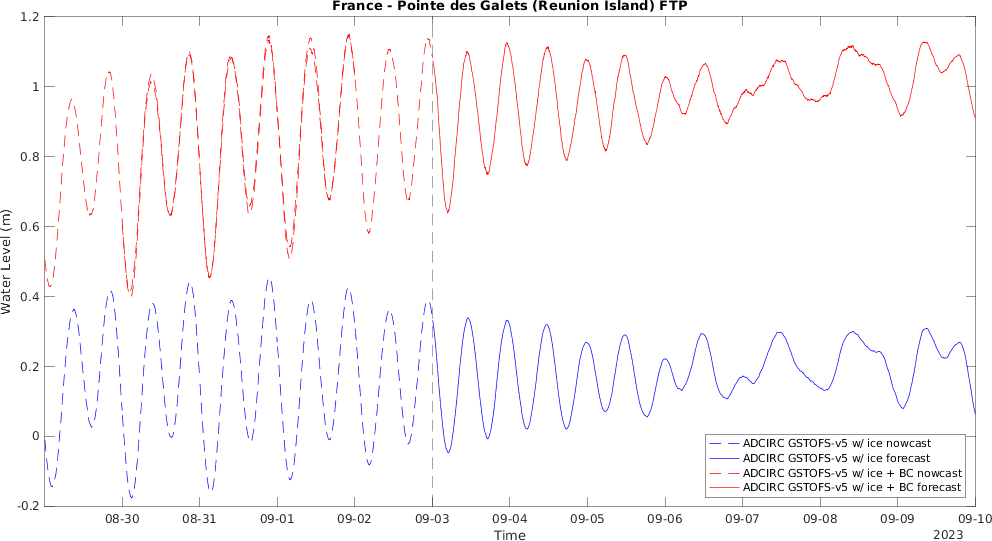 France - Pointe des Galets (Reunion Island) FTP
1.2
1
0.8
0.6
0.4
0.2
0
-0.2
Water Level (m)
ADCIRC GSTOFS-v5 w/ ice nowcast
ADCIRC GSTOFS-v5 w/ ice forecast
ADCIRC GSTOFS-v5 w/ ice + BC nowcast
ADCIRC GSTOFS-v5 w/ ice + BC forecast
08-30 08-31 09-01 09-02 09-03 09-04 09-05 09-06 09-07 09-08 09-09 09-10
Time
2023